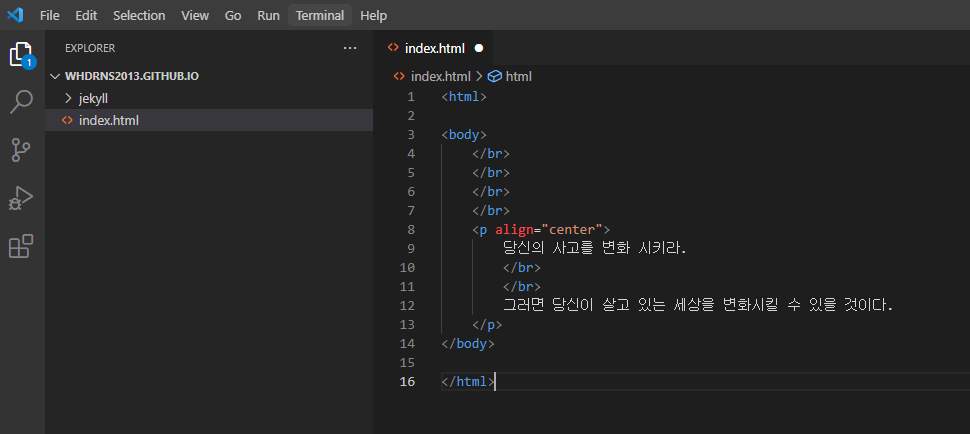 File Edit Selection View Go Run Terminal Help
EXPLORER ...
1
WHDRNS2013.GITHUB.IO
jekyll
index.html
index.html
index.html > html
1 <html>
2
3 <body>
4 </br>
5 </br>
6 </br>
7 </br>
8 <p align="center">
9 당신의 사고를 변화 시키라.
10 </br>
11 </br>
12 그러면 당신이 살고 있는 세상을 변화시킬 수 있을 것이다.
13 </p>
14 </body>
15
16 </html>